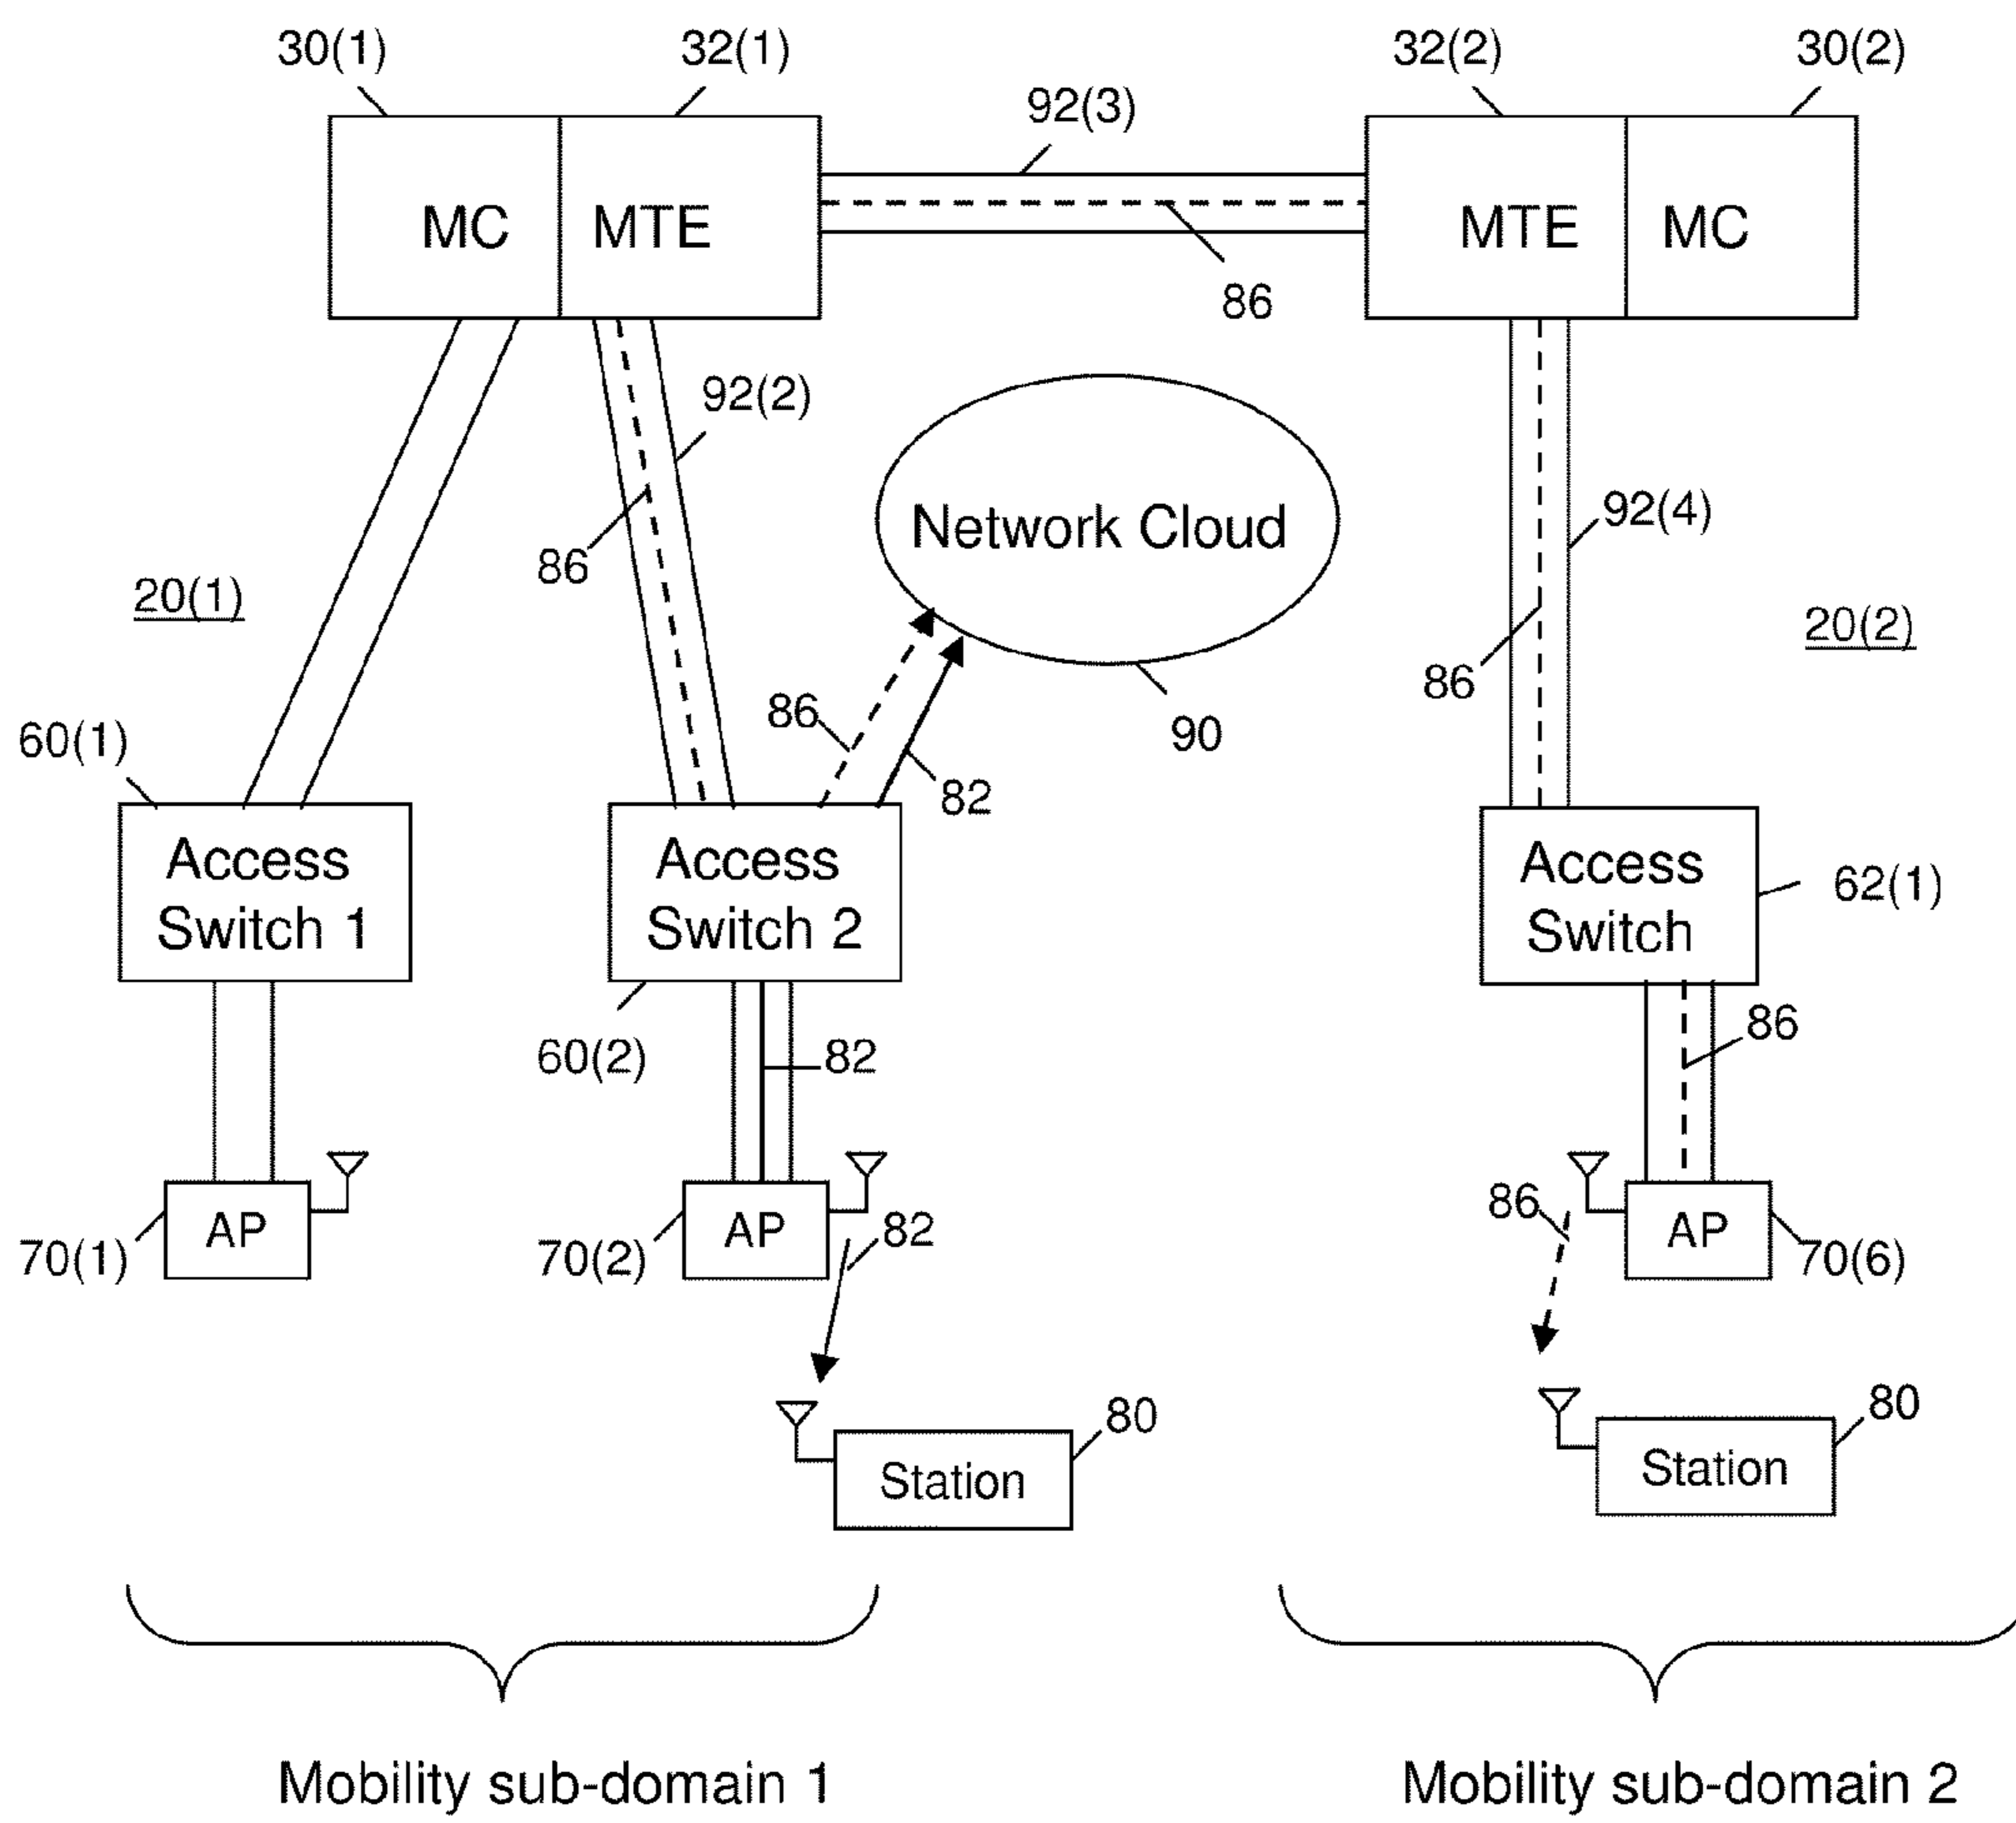 30(1)
32(1)
32(2)
30(2)
92(3)
MC
MTE
MTE
MC
86
92(2)
Network Cloud
92(4)
86
20(1)
20(2)
86
86
90
60(1)
82
Access
Switch 1
Access
Switch 2
Access
Switch
62(1)
86
60(2)
82
86
AP
AP
82
AP
70(1)
70(2)
70(6)
80
80
Station
Station
Mobility sub-domain 1
Mobility sub-domain 2